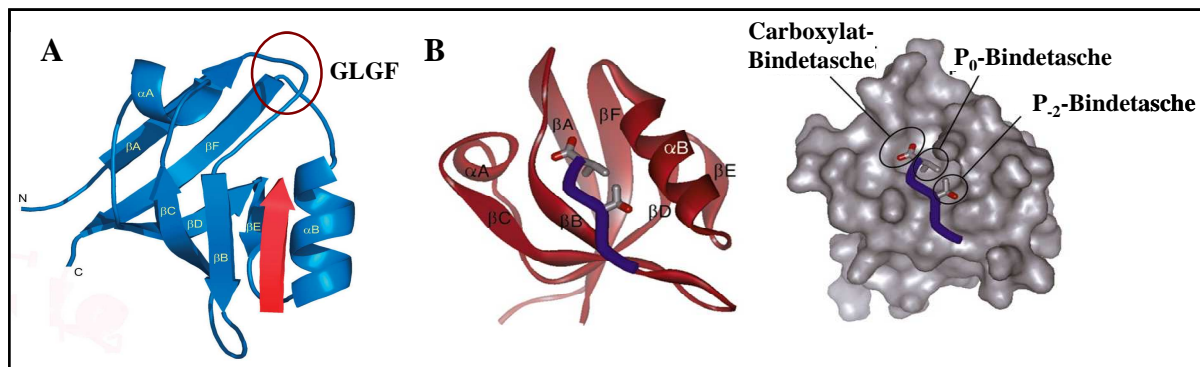 A
GLGF
αA
βA
βF
N
βC
βD
βE
αB
βB
C
B
βA
βF
αB
αA
βE
βC
βB
βD
Carboxylat-
Bindetasche
P₀-Bindetasche
P₋₂-Bindetasche